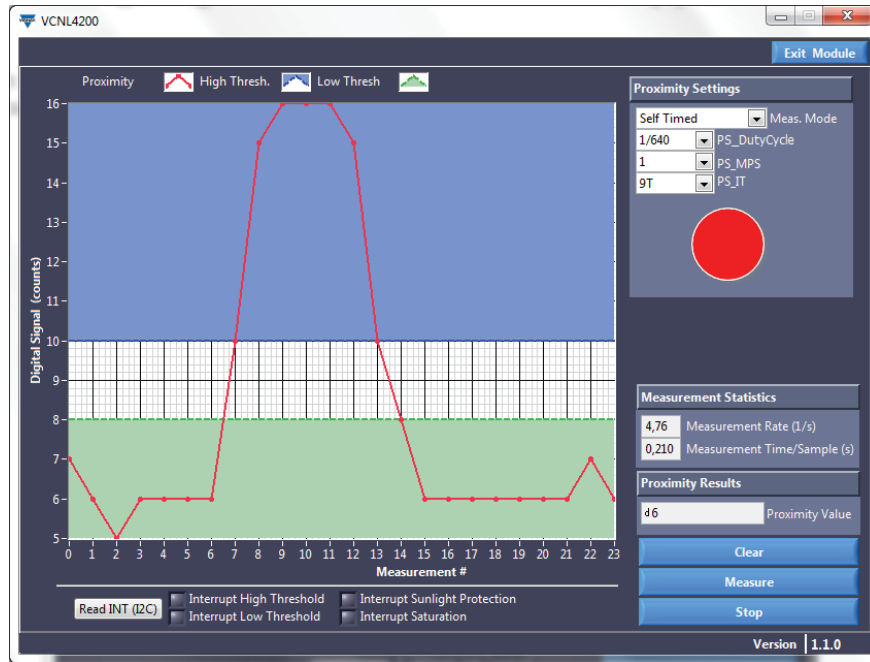 VCNL4200
Exit Module
Proximity High Thresh. Low Thresh
Digital Signal (counts)
16
15
14
13
12
11
10
9
8
7
6
5
0 1 2 3 4 5 6 7 8 9 10 11 12 13 14 15 16 17 18 19 20 21 22 23
Measurement #
Proximity Settings
Self Timed Meas. Mode
1/640 PS_DutyCycle
1 PS_MPS
9T PS_IT
Measurement Statistics
4,76 Measurement Rate (1/s)
0,210 Measurement Time/Sample (s)
Proximity Results
d 6 Proximity Value
Clear
Measure
Stop
Read INT (I2C)
Interrupt High Threshold Interrupt Sunlight Protection
Interrupt Low Threshold Interrupt Saturation
Version 1.1.0